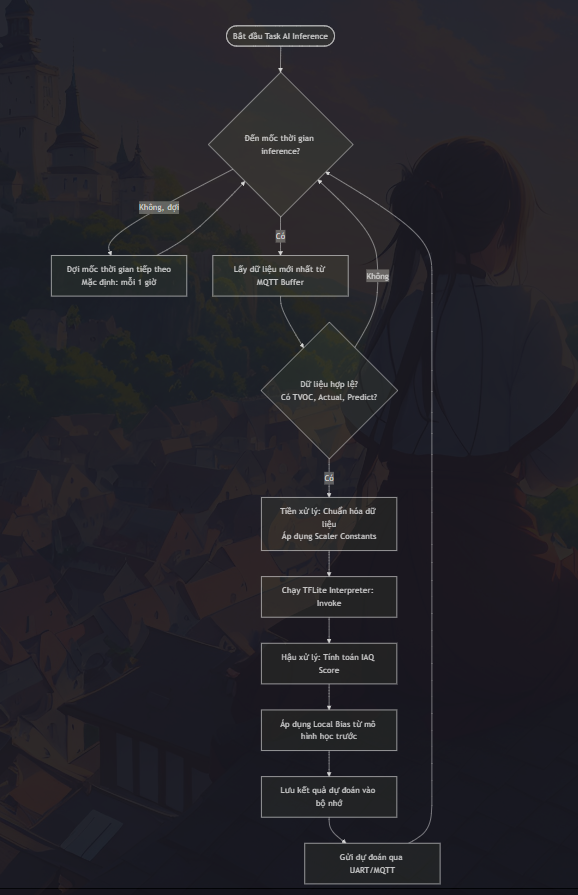 Bắt đầu Task AI Inference
Đến mốc thời gian
inference?
Không, đợi
Có
Đợi mốc thời gian tiếp theo
Mặc định: mỗi 1 giờ
Lấy dữ liệu mới nhất từ
MQTT Buffer
Không
Dữ liệu hợp lệ?
Có TVOC, Actual, Predict?
Có
Tiền xử lý: Chuẩn hóa dữ
liệu
Áp dụng Scaler Constants
Chạy TFLite Interpreter:
Invoke
Hậu xử lý: Tính toán IAQ
Score
Áp dụng Local Bias từ mô
hình học trước
Lưu kết quả dự đoán vào
bộ nhớ
Gửi dự đoán qua
UART/MQTT